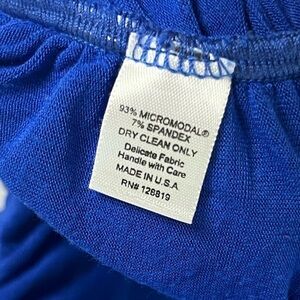 93% MICROMODAL®
7% SPANDEX
DRY CLEAN ONLY
Delicate Fabric
Handle with Care
MADE IN U.S.A
RN# 128819